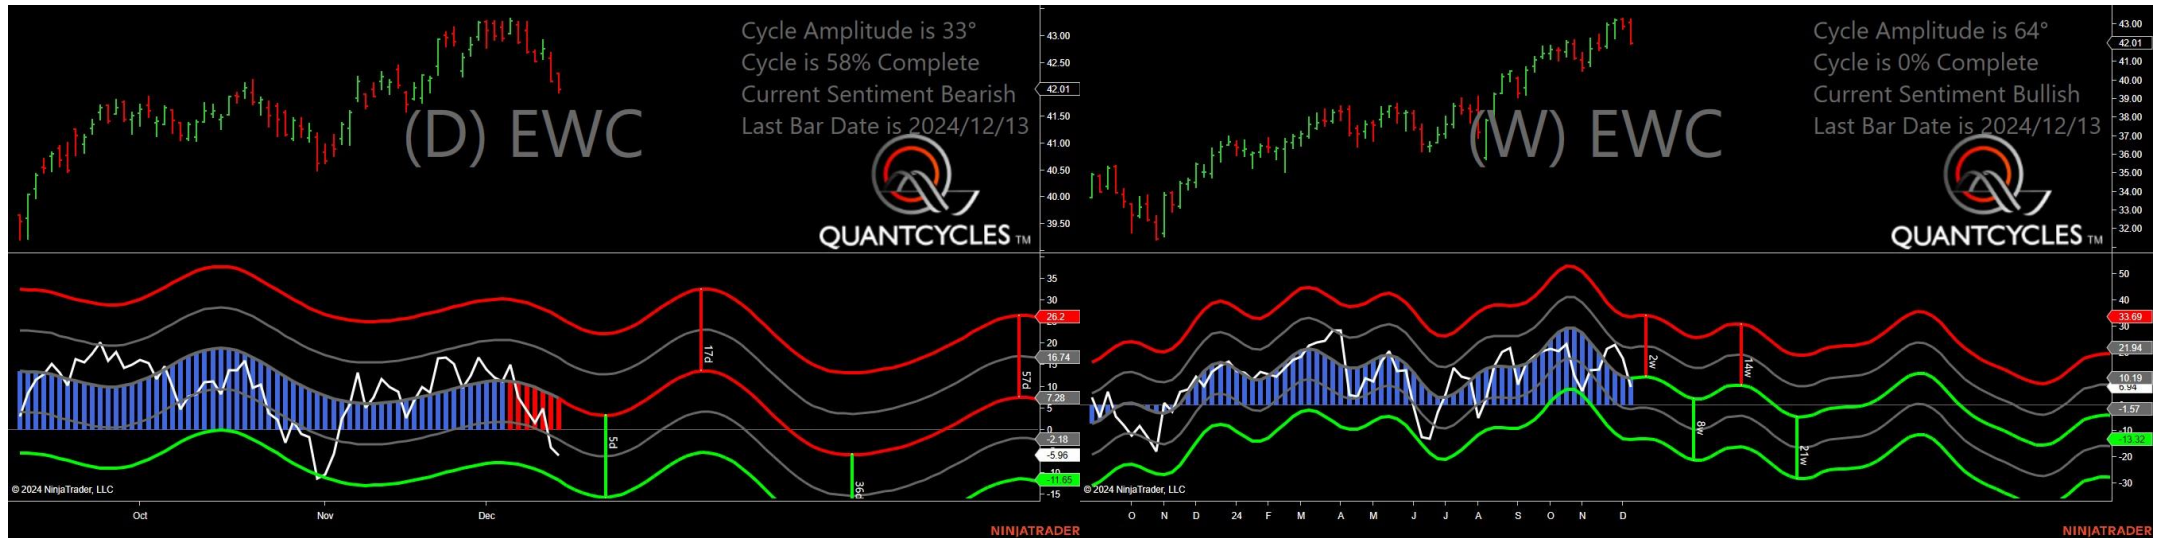 Cycle Amplitude is 33°
Cycle is 58% Complete
Current Sentiment Bearish
Last Bar Date is 2024/12/13
(D) EWC
QUANTCYCLES TM
43.00
42.50
42.01
41.50
41.00
40.50
40.00
39.50
35
30
26.2
20
16.74
10
7.28
5
0
-2.18
-5.96
-10
-11.65
-15
17d
57d
5d
36d
© 2024 NinjaTrader, LLC
Oct
Nov
Dec
NINJATRADER
Cycle Amplitude is 64°
Cycle is 0% Complete
Current Sentiment Bullish
Last Bar Date is 2024/12/13
(W) EWC
QUANTCYCLES TM
43.00
42.01
41.00
40.00
39.00
38.00
37.00
36.00
35.00
34.00
33.00
32.00
50
40
33.69
30
21.94
10.19
6.94
-1.57
-10
-13.32
-20
-30
2w
14w
8w
21w
© 2024 NinjaTrader, LLC
O N D 24 F M A M J J A S O N D
NINJATRADER